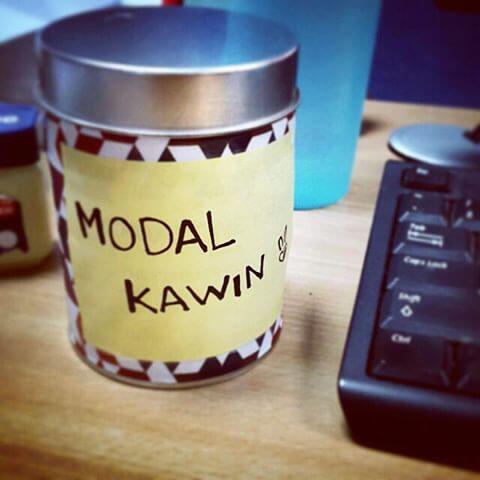 MODAL
KAWIN
Tab
Caps Lock
Shift
Ctrl